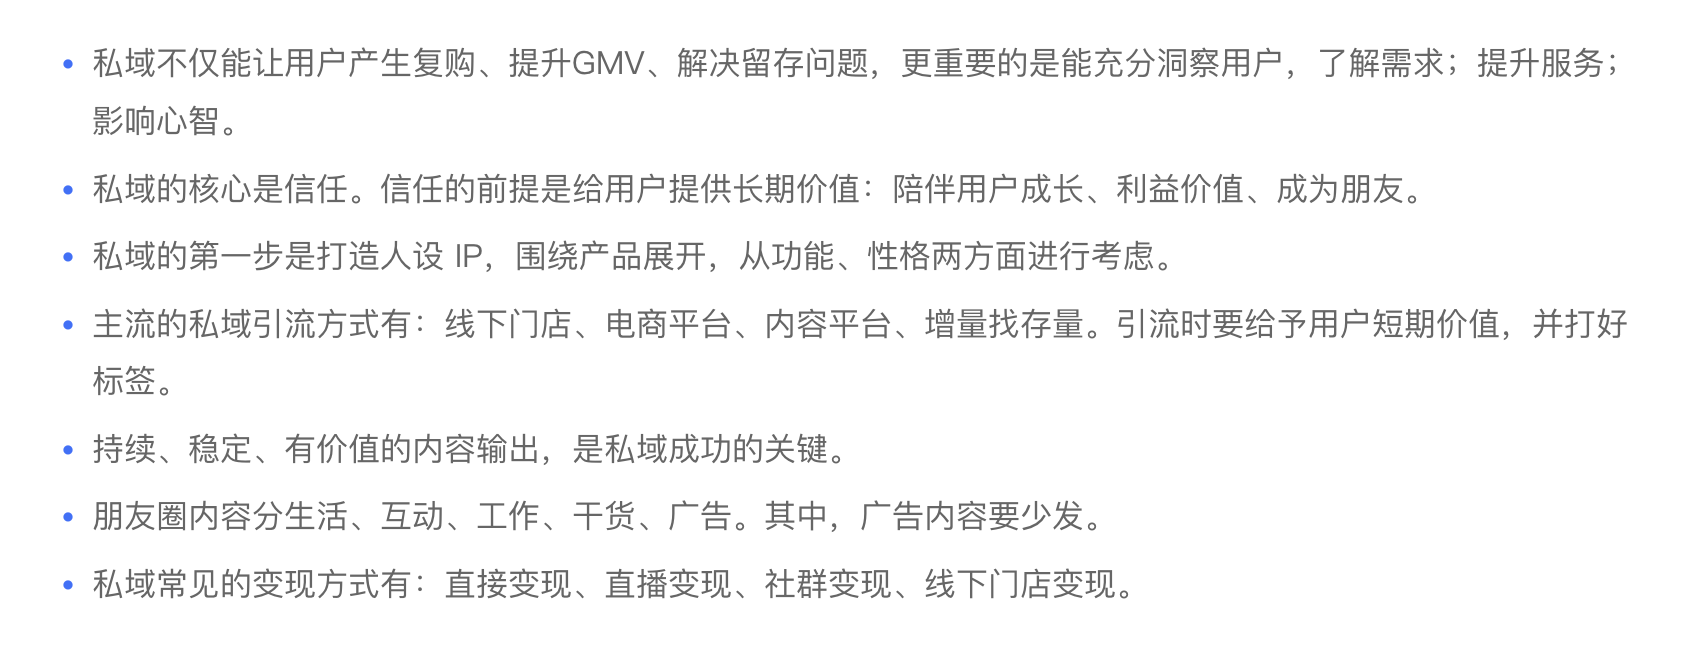 • 私域不仅能让用户产生复购、提升GMV、解决留存问题，更重要的是能充分洞察用户，了解需求；提升服务；
影响心智。
• 私域的核心是信任。信任的前提是给用户提供长期价值：陪伴用户成长、利益价值、成为朋友。
• 私域的第一步是打造人设 IP，围绕产品展开，从功能、性格两方面进行考虑。
• 主流的私域引流方式有：线下门店、电商平台、内容平台、增量找存量。引流时要给予用户短期价值，并打好
标签。
• 持续、稳定、有价值的内容输出，是私域成功的关键。
• 朋友圈内容分生活、互动、工作、干货、广告。其中，广告内容要少发。
• 私域常见的变现方式有：直接变现、直播变现、社群变现、线下门店变现。